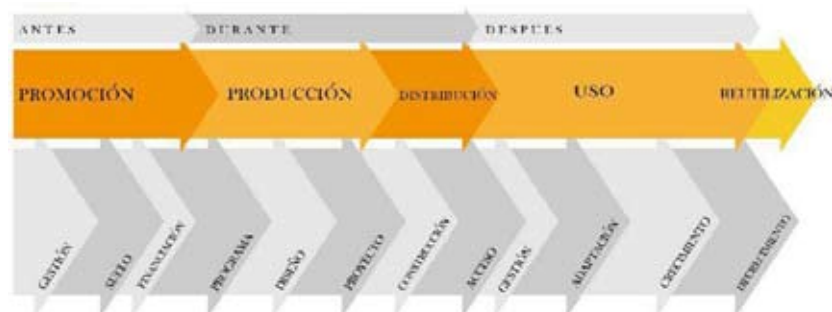 ANTES DURANTE DESPUES
PROMOCIÓN PRODUCCIÓN DISTRIBUCIÓN USO REUTILIZACIÓN
GESTIÓN
SUELO
FINANCIACIÓN
PROGRAMA
DISEÑO
PROYECTO
CONSTRUCCIÓN
ACCESO
GESTIÓN
ADAPTACIÓN
CRECIMIENTO
DECREIMIENTO